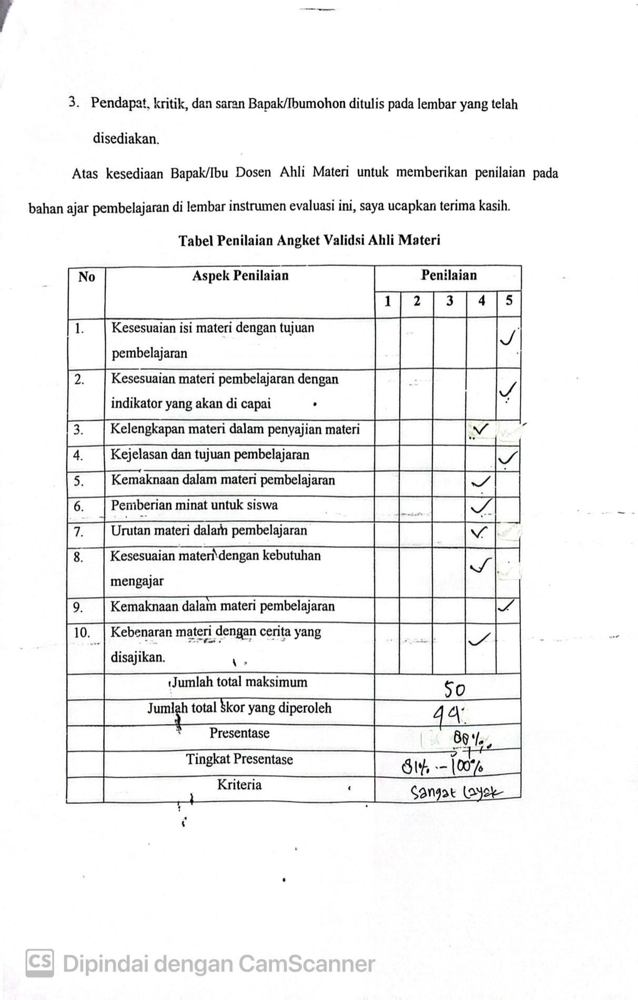 3. Pendapat, kritik, dan saran Bapak/Ibumohon ditulis pada lembar yang telah
disediakan.
Atas kesediaan Bapak/Ibu Dosen Ahli Materi untuk memberikan penilaian pada
bahan ajar pembelajaran di lembar instrumen evaluasi ini, saya ucapkan terima kasih.
Tabel Penilaian Angket Validsi Ahli Materi
No Aspek Penilaian Penilaian
1 2 3 4 5
1. Kesesuaian isi materi dengan tujuan ✓
pembelajaran
2. Kesesuaian materi pembelajaran dengan ✓
indikator yang akan di capai
3. Kelengkapan materi dalam penyajian materi ✓
4. Kejelasan dan tujuan pembelajaran ✓
5. Kemaknaan dalam materi pembelajaran ✓
6. Pemberian minat untuk siswa ✓
7. Urutan materi dalam pembelajaran ✓
8. Kesesuaian materi dengan kebutuhan ✓
mengajar
9. Kemaknaan dalam materi pembelajaran ✓
10. Kebenaran materi dengan cerita yang ✓
disajikan.
Jumlah total maksimum 50
Jumlah total skor yang diperoleh 44
Presentase 88%
Tingkat Presentase 81% - 100%
Kriteria Sangat Layak
CS Dipindai dengan CamScanner